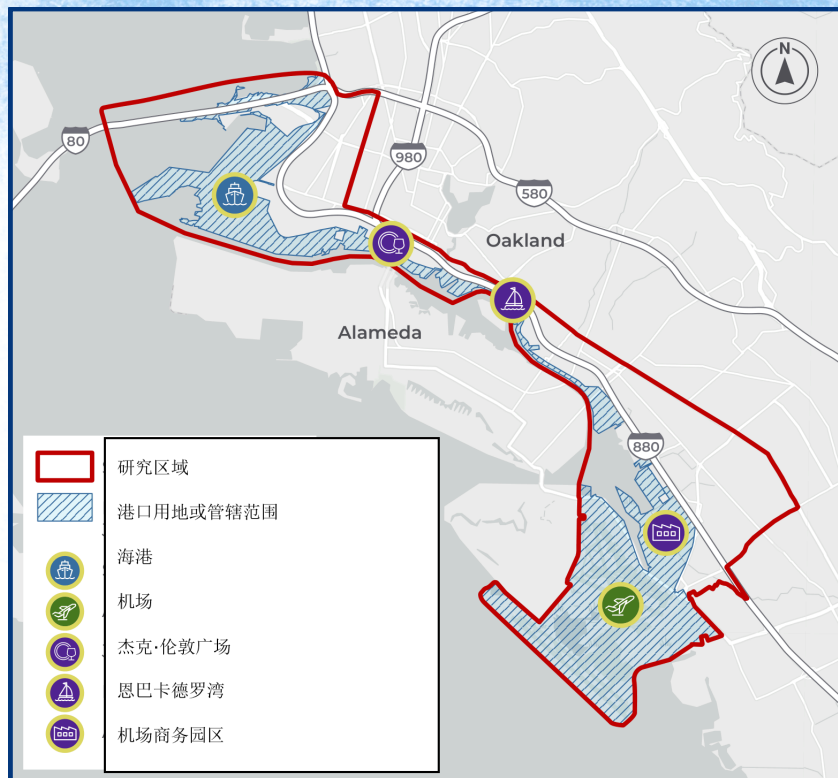 N
80
980
580
Oakland
Alameda
880
研究区域
港口用地或管辖范围
海港
机场
杰克·伦敦广场
恩巴卡德罗湾
机场商务园区